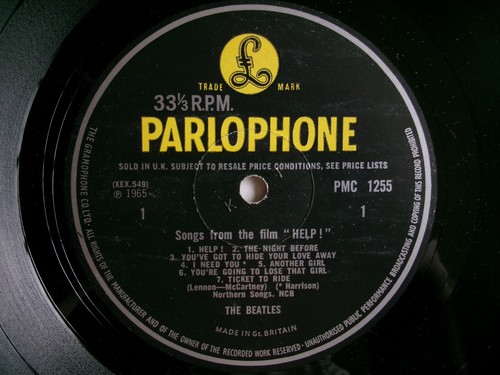 £
TRADE MARK
33⅓ R.P.M.
PARLOPHONE
SOLD IN U.K. SUBJECT TO RESALE PRICE CONDITIONS, SEE PRICE LISTS
(XEX.549)
Ⓟ 1965
PMC 1255
1
1
K
Songs from the film "HELP!"
1. HELP! 2. THE NIGHT BEFORE
3. YOU'VE GOT TO HIDE YOUR LOVE AWAY
4. I NEED YOU * 5. ANOTHER GIRL
6. YOU'RE GOING TO LOSE THAT GIRL
7. TICKET TO RIDE
(Lennon—McCartney) (* Harrison)
Northern Songs, NCB
THE BEATLES
MADE IN Gt. BRITAIN
THE GRAMOPHONE CO. LTD. ALL RIGHTS OF THE MANUFACTURER AND OF THE OWNER OF THE RECORDED WORK RESERVED · UNAUTHORISED PUBLIC PERFORMANCE BROADCASTING AND COPYING OF THIS RECORD PROHIBITED